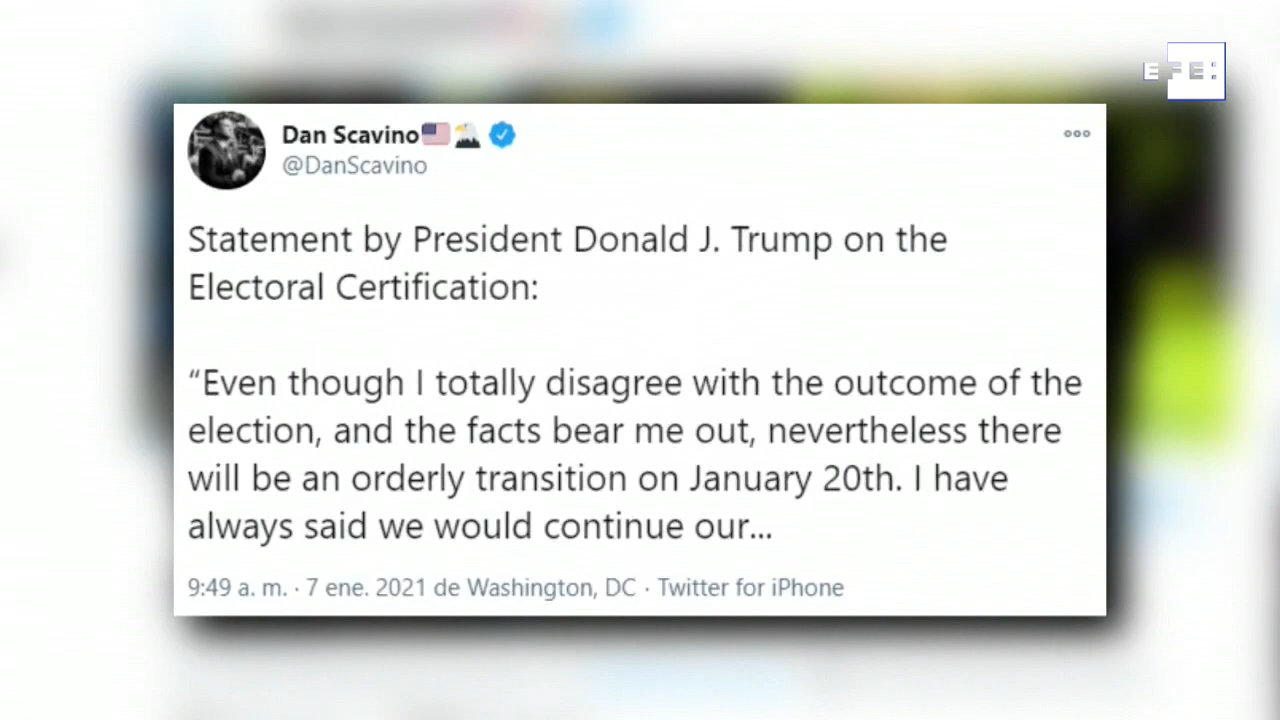 EFE:
Dan Scavino
@DanScavino
Statement by President Donald J. Trump on the
Electoral Certification:
“Even though I totally disagree with the outcome of the
election, and the facts bear me out, nevertheless there
will be an orderly transition on January 20th. I have
always said we would continue our...
9:49 a. m. · 7 ene. 2021 de Washington, DC · Twitter for iPhone